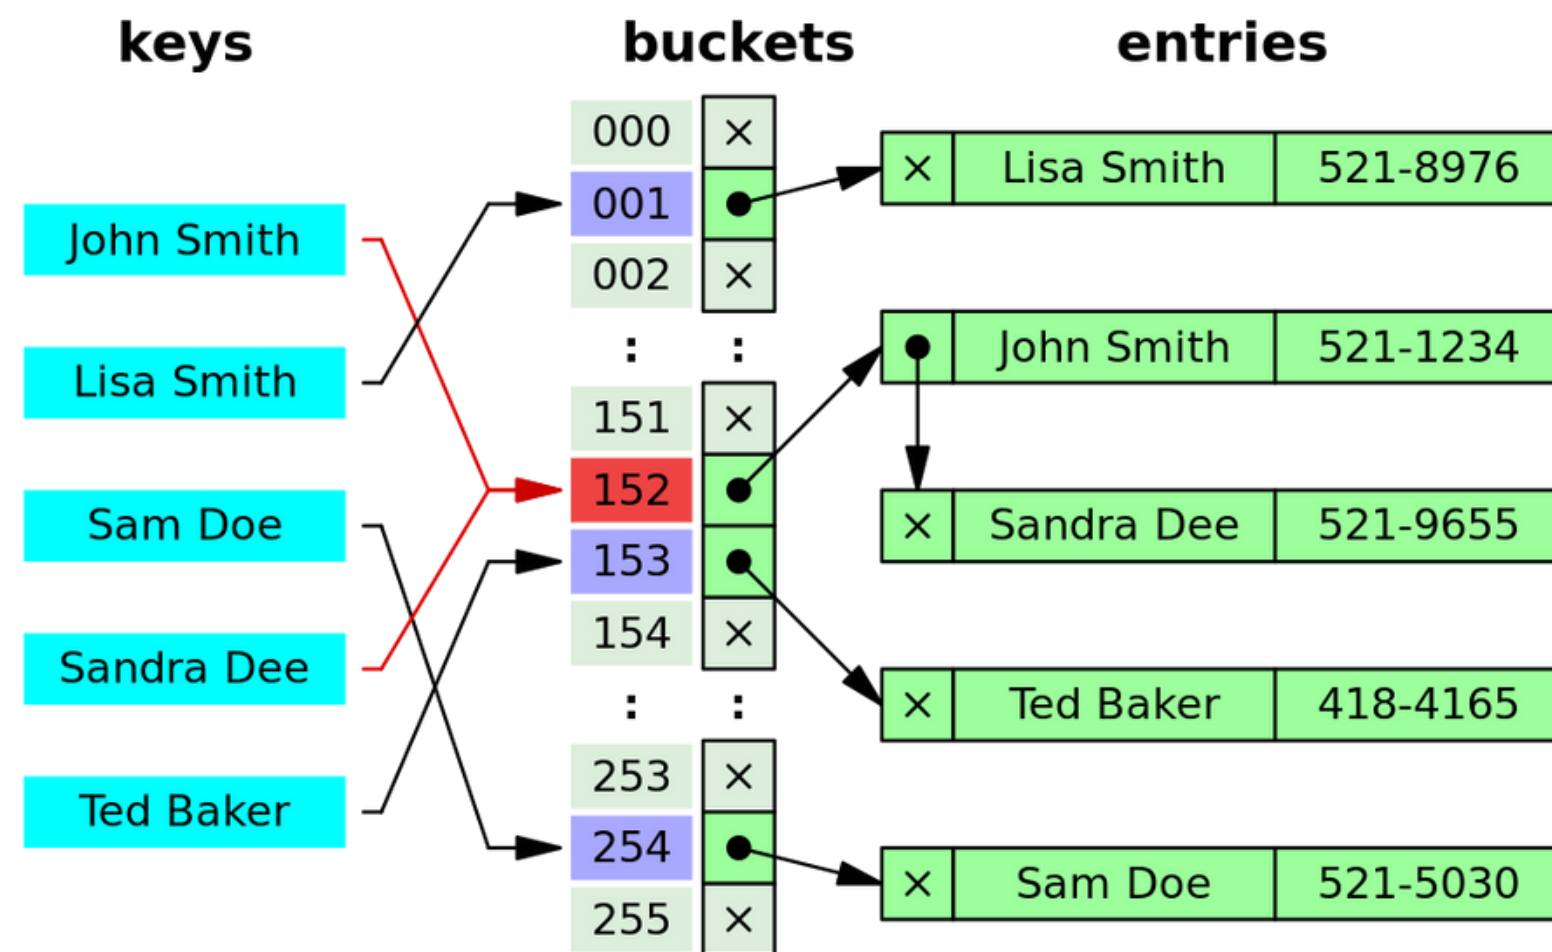 keys buckets entries
000 ×
Lisa Smith 521-8976 ×
001
John Smith
002 ×
: :
John Smith 521-1234
Lisa Smith
151 ×
152
Sam Doe
× Sandra Dee 521-9655
153
154 ×
Sandra Dee
: :
× Ted Baker 418-4165
253 ×
Ted Baker
254
× Sam Doe 521-5030
255 ×